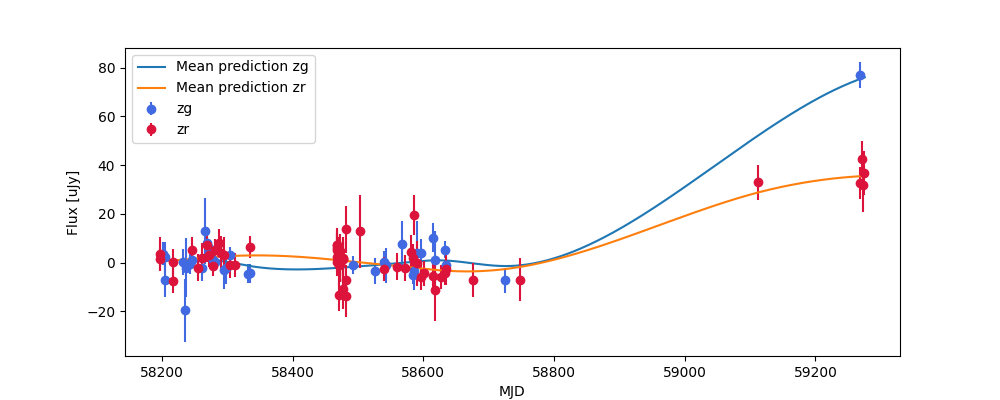 Mean prediction zg
Mean prediction zr
zg
zr
80
60
40
20
0
−20
Flux [uJy]
58200 58400 58600 58800 59000 59200
MJD